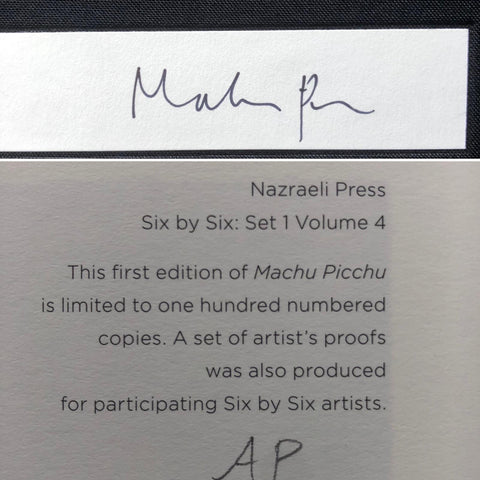 Nazraeli Press
Six by Six: Set 1 Volume 4
This first edition of Machu Picchu
is limited to one hundred numbered
copies. A set of artist's proofs
was also produced
for participating Six by Six artists.
AP